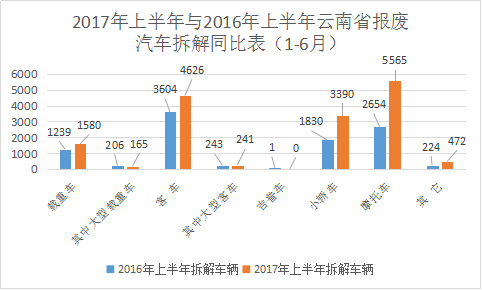 2017年上半年与2016年上半年云南省报废
汽车拆解同比表（1-6月）
6000
5000
4000
3000
2000
1000
0
1239
1580
206
165
3604
4626
243
241
1
0
1830
3390
2654
5565
224
472
载重车
其中大型载重车
客 车
其中大型客车
吉普车
小轿车
摩托车
其 它
2016年上半年拆解车辆
2017年上半年拆解车辆